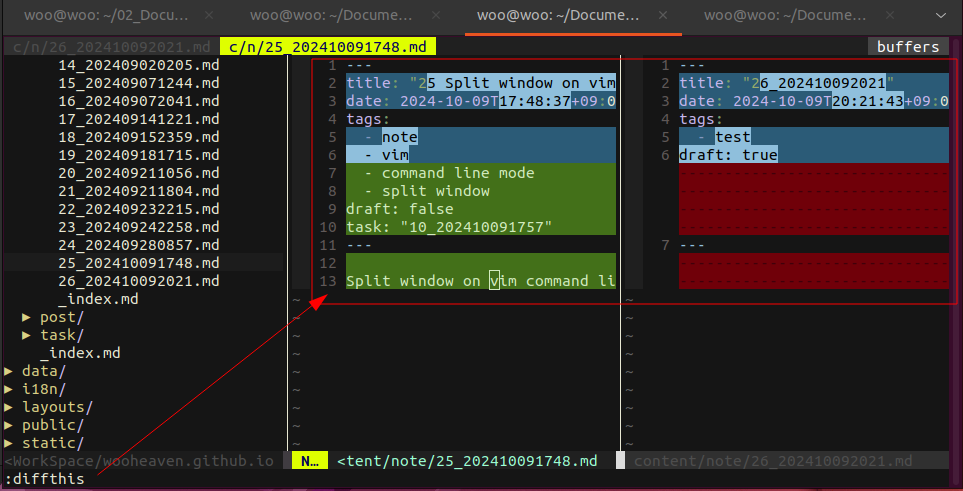 woo@woo: ~/02_Docu... × woo@woo: ~/Docume... × woo@woo: ~/Docume... × woo@woo: ~/Docume... ×
c/n/26_202410092021.md c/n/25_202410091748.md buffers
14_202409020205.md
15_202409071244.md
16_202409072041.md
17_202409141221.md
18_202409152359.md
19_202409181715.md
20_202409211056.md
21_202409211804.md
22_202409232215.md
23_202409242258.md
24_202409280857.md
25_202410091748.md
26_202410092021.md
_index.md
▶ post/
▶ task/
_index.md
▶ data/
▶ i18n/
▶ layouts/
▶ public/
▶ static/
<WorkSpace/wooheaven.github.io
1 ---
2 title: "25 Split window on vim
3 date: 2024-10-09T17:48:37+09:0
4 tags:
5 - note
6 - vim
7 - command line mode
8 - split window
9 draft: false
10 task: "10_202410091757"
11 ---
12
13 Split window on vim command li
~
~
~
~
~
~
~
~
~
N… <tent/note/25_202410091748.md
1 ---
2 title: "26_202410092021"
3 date: 2024-10-09T20:21:43+09:0
4 tags:
5 - test
6 draft: true
7 ---
~
~
~
~
~
~
~
~
~
content/note/26_202410092021.md
:diffthis